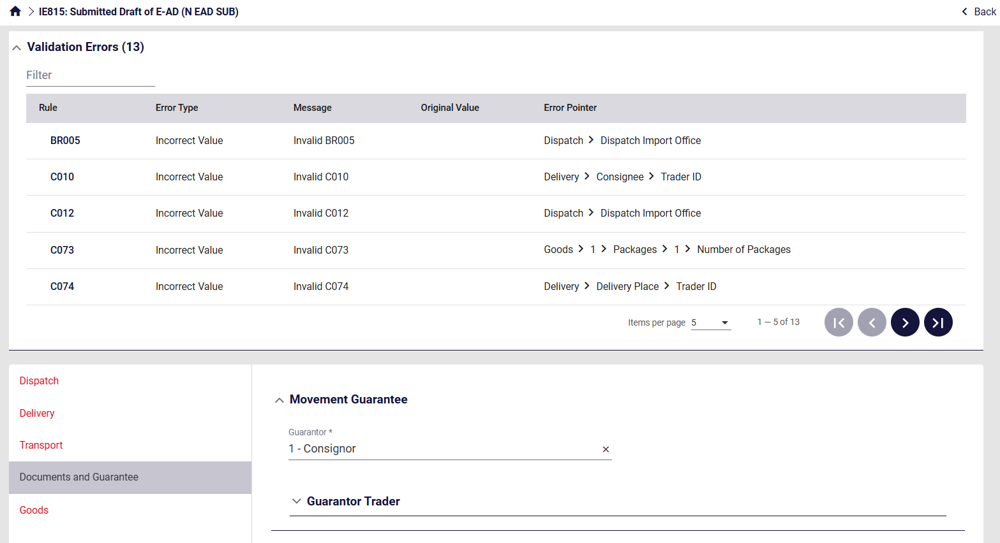 IE815: Submitted Draft of E-AD (N EAD SUB)
Back
Validation Errors (13)
Filter
Rule Error Type Message Original Value Error Pointer
BR005 Incorrect Value Invalid BR005 Dispatch Dispatch Import Office
C010 Incorrect Value Invalid C010 Delivery Consignee Trader ID
C012 Incorrect Value Invalid C012 Dispatch Dispatch Import Office
C073 Incorrect Value Invalid C073 Goods 1 Packages 1 Number of Packages
C074 Incorrect Value Invalid C074 Delivery Delivery Place Trader ID
Items per page 5 1 – 5 of 13
Dispatch
Delivery
Transport
Documents and Guarantee
Goods
Movement Guarantee
Guarantor *
1 - Consignor
Guarantor Trader